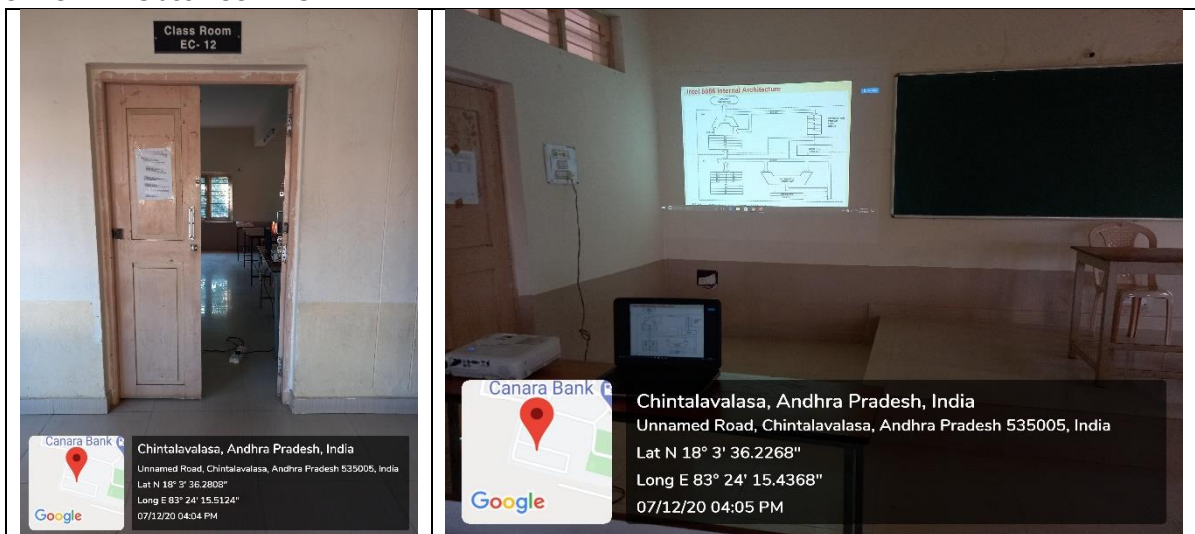 Class Room
EC- 12
Canara Bank
Google
Chintalavalasa, Andhra Pradesh, India
Unnamed Road, Chintalavalasa, Andhra Pradesh 535005, India
Lat N 18° 3' 36.2808"
Long E 83° 24' 15.5124"
07/12/20 04:04 PM
Intel 8086 Internal Architecture
Canara Bank
Google
Chintalavalasa, Andhra Pradesh, India
Unnamed Road, Chintalavalasa, Andhra Pradesh 535005, India
Lat N 18° 3' 36.2268"
Long E 83° 24' 15.4368"
07/12/20 04:05 PM